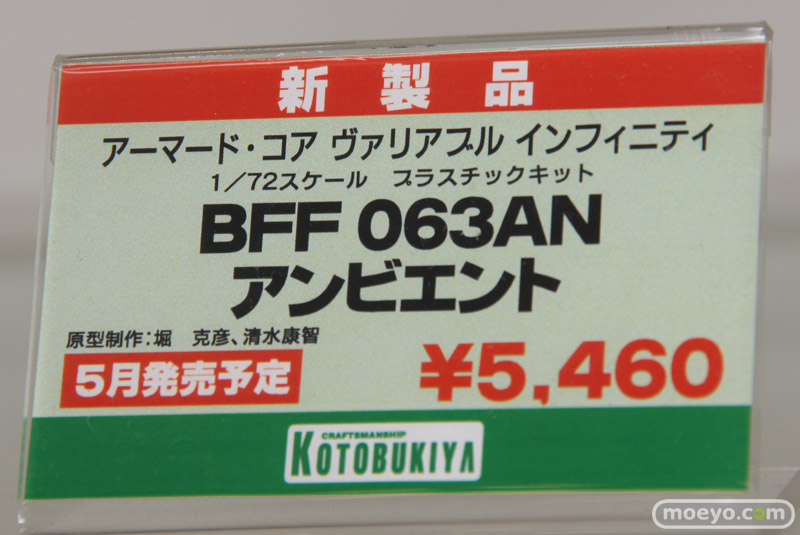 新製品
アーマード・コア ヴァリアブル インフィニティ
1/72スケール プラスチックキット
BFF 063AN
アンビエント
原型制作：堀 克彦、清水康智
5月発売予定
¥5,460
CRAFTSMANSHIP
KOTOBUKIYA
moeyo.com